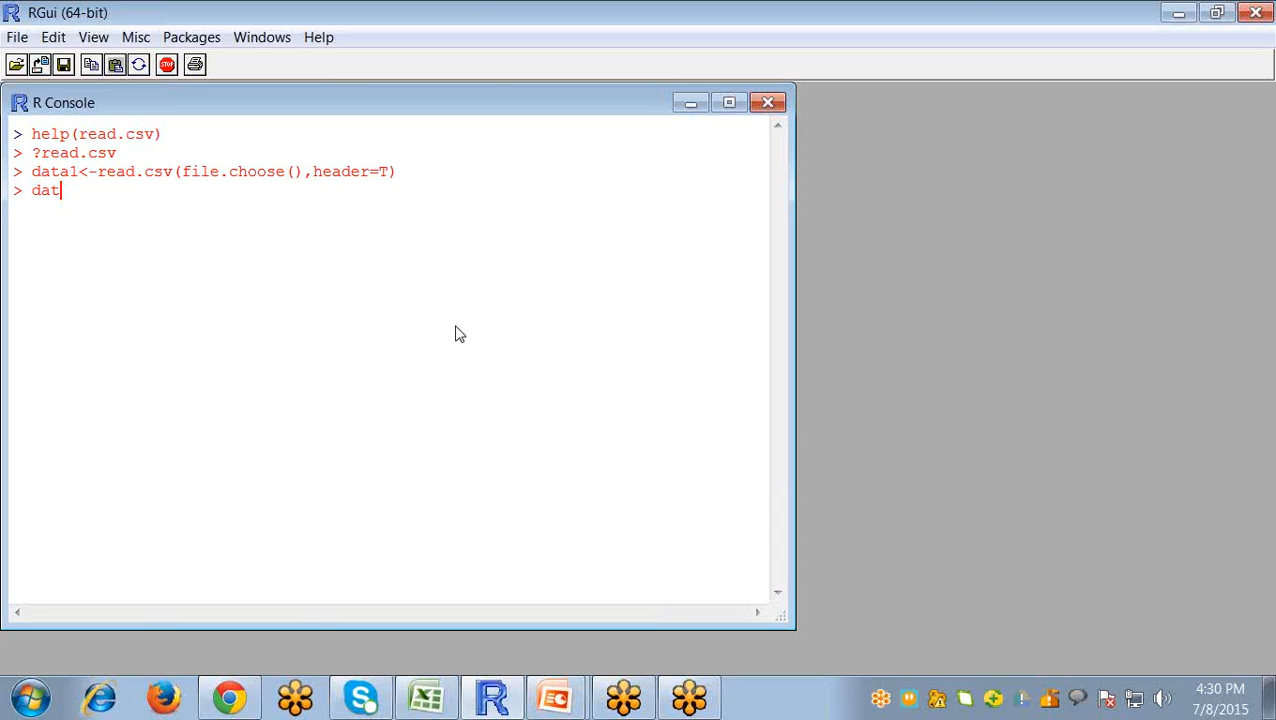 RGui (64-bit)
File Edit View Misc Packages Windows Help
STOP
R Console
> help(read.csv)
> ?read.csv
> data1<-read.csv(file.choose(),header=T)
> dat
4:30 PM
7/8/2015